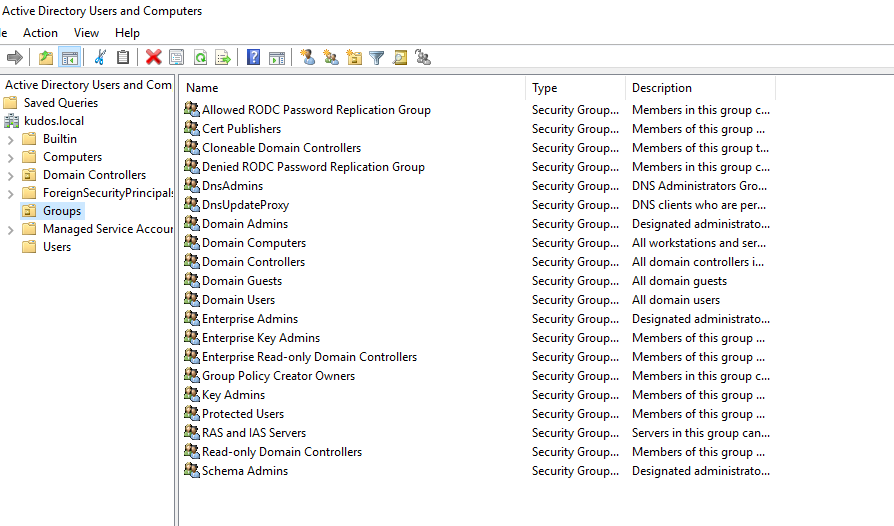 Active Directory Users and Computers
le Action View Help
Active Directory Users and Com
Saved Queries
kudos.local
Builtin
Computers
Domain Controllers
ForeignSecurityPrincipals
Groups
Managed Service Accour
Users
Name Type Description
Allowed RODC Password Replication Group Security Group... Members in this group c...
Cert Publishers Security Group... Members of this group ...
Cloneable Domain Controllers Security Group... Members of this group t...
Denied RODC Password Replication Group Security Group... Members in this group c...
DnsAdmins Security Group... DNS Administrators Gro...
DnsUpdateProxy Security Group... DNS clients who are per...
Domain Admins Security Group... Designated administrato...
Domain Computers Security Group... All workstations and ser...
Domain Controllers Security Group... All domain controllers i...
Domain Guests Security Group... All domain guests
Domain Users Security Group... All domain users
Enterprise Admins Security Group... Designated administrato...
Enterprise Key Admins Security Group... Members of this group ...
Enterprise Read-only Domain Controllers Security Group... Members of this group ...
Group Policy Creator Owners Security Group... Members in this group c...
Key Admins Security Group... Members of this group ...
Protected Users Security Group... Members of this group ...
RAS and IAS Servers Security Group... Servers in this group can...
Read-only Domain Controllers Security Group... Members of this group ...
Schema Admins Security Group... Designated administrato...